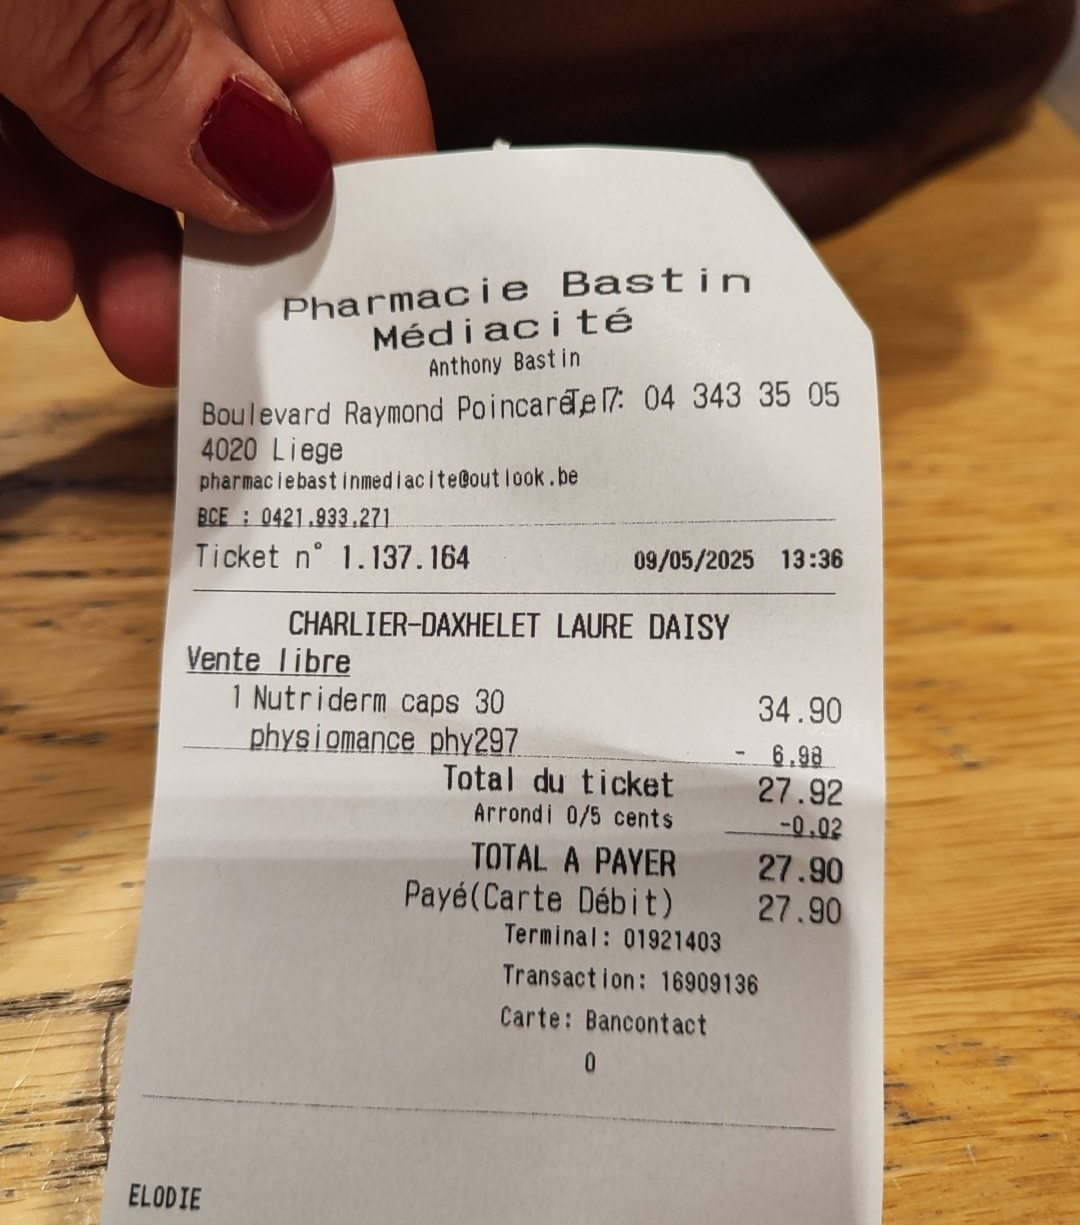 Pharmacie Bastin
Médiacité
Anthony Bastin
Boulevard Raymond Poincaré, 7 Tel: 04 343 35 05
4020 Liege
pharmaciebastinmediacite@outlook.be
BCE : 0421.933.271
Ticket n° 1.137.164 09/05/2025 13:36
CHARLIER-DAXHELET LAURE DAISY
Vente libre
1 Nutriderm caps 30 34.90
physiomance phy297 - 6.98
Total du ticket 27.92
Arrondi 0/5 cents -0.02
TOTAL A PAYER 27.90
Payé(Carte Débit) 27.90
Terminal: 01921403
Transaction: 16909136
Carte: Bancontact
0
ELODIE